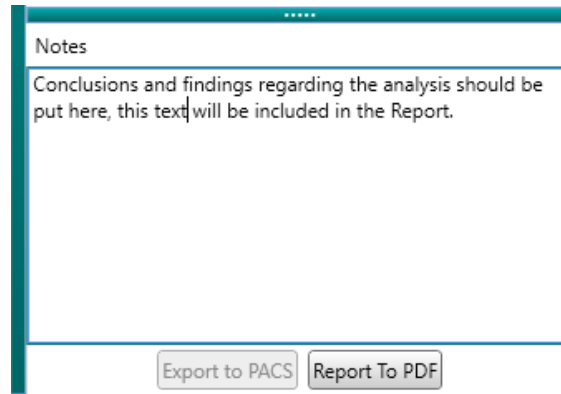 Notes
Conclusions and findings regarding the analysis should be
put here, this text will be included in the Report.
Export to PACS
Report To PDF